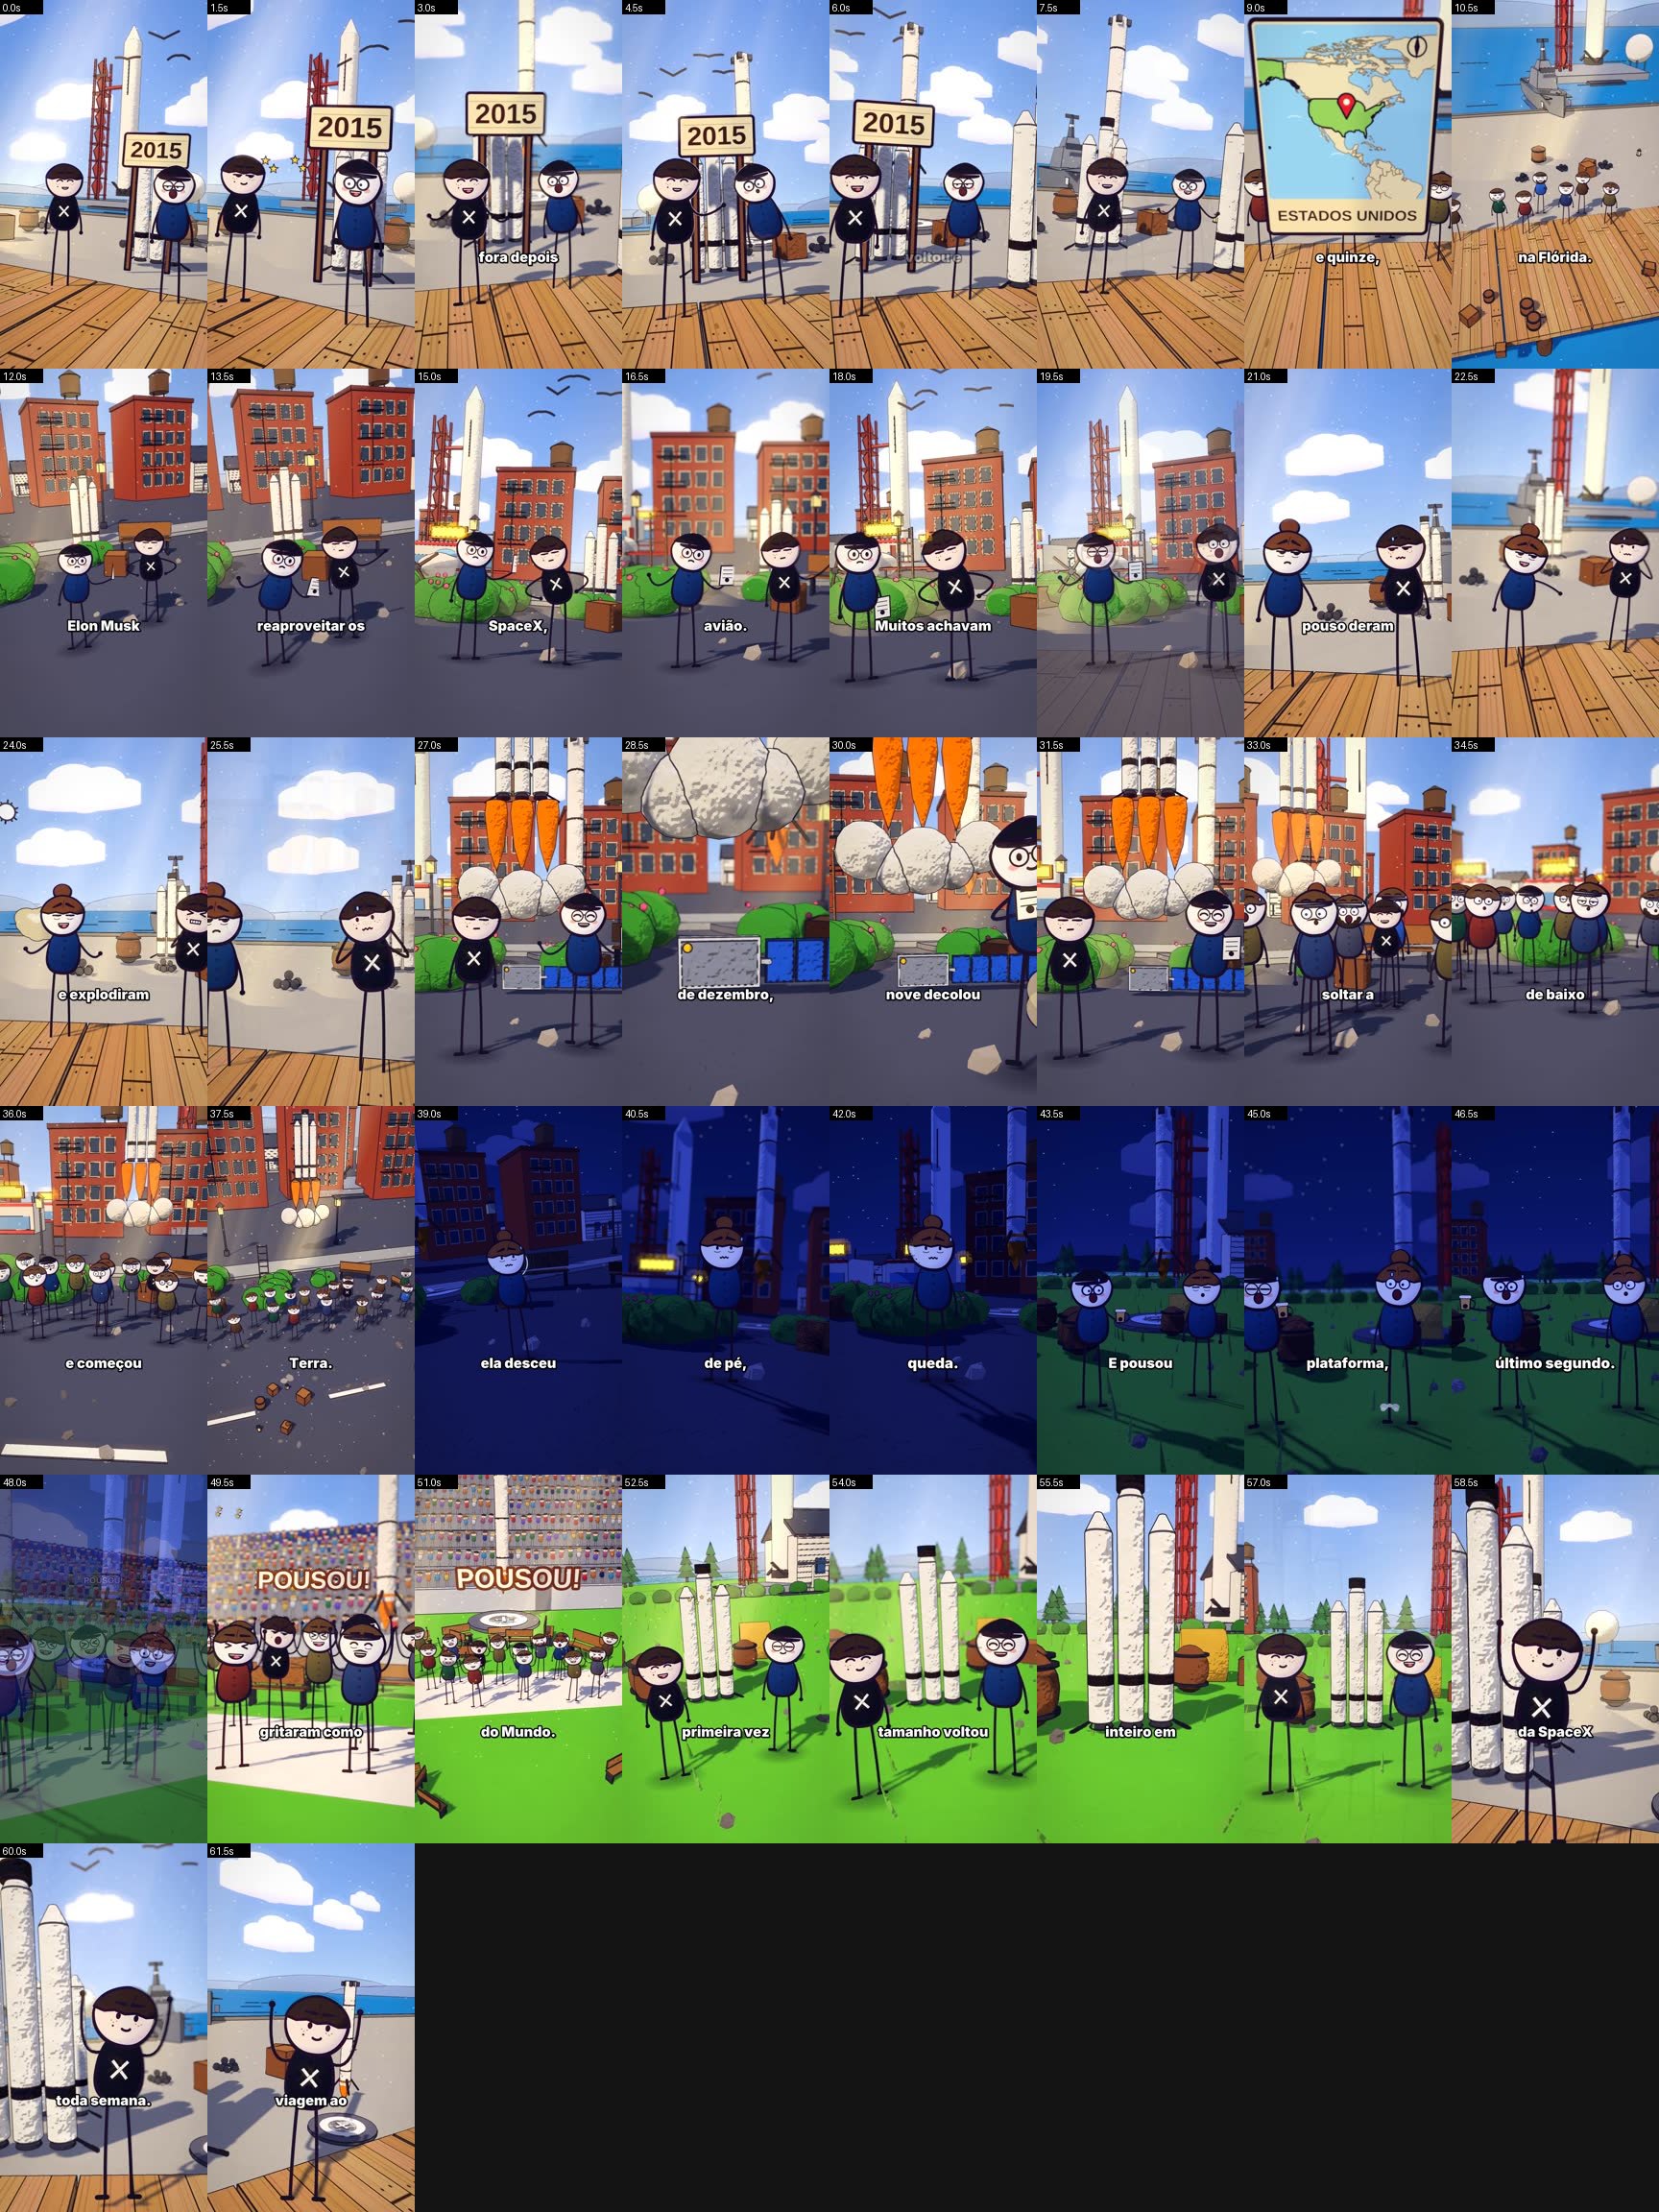 0.0s
1.5s
3.0s
4.5s
6.0s
7.5s
9.0s
10.5s
2015
2015
2015
2015
2015
ESTADOS UNIDOS
fora depois
voltou e
e quinze,
na Flórida.
12.0s
13.5s
15.0s
16.5s
18.0s
19.5s
21.0s
22.5s
Elon Musk
reaproveitar os
SpaceX,
avião.
Muitos achavam
pouso deram
24.0s
25.5s
27.0s
28.5s
30.0s
31.5s
33.0s
34.5s
e explodiram
de dezembro,
nove decolou
soltar a
de baixo
36.0s
37.5s
39.0s
40.5s
42.0s
43.5s
45.0s
46.5s
e começou
Terra.
ela desceu
de pé,
queda.
E pousou
plataforma,
último segundo.
48.0s
49.5s
51.0s
52.5s
54.0s
55.5s
57.0s
58.5s
POUSOU!
POUSOU!
POUSOU!
gritaram como
do Mundo.
primeira vez
tamanho voltou
inteiro em
da SpaceX
60.0s
61.5s
toda semana.
viagem ao